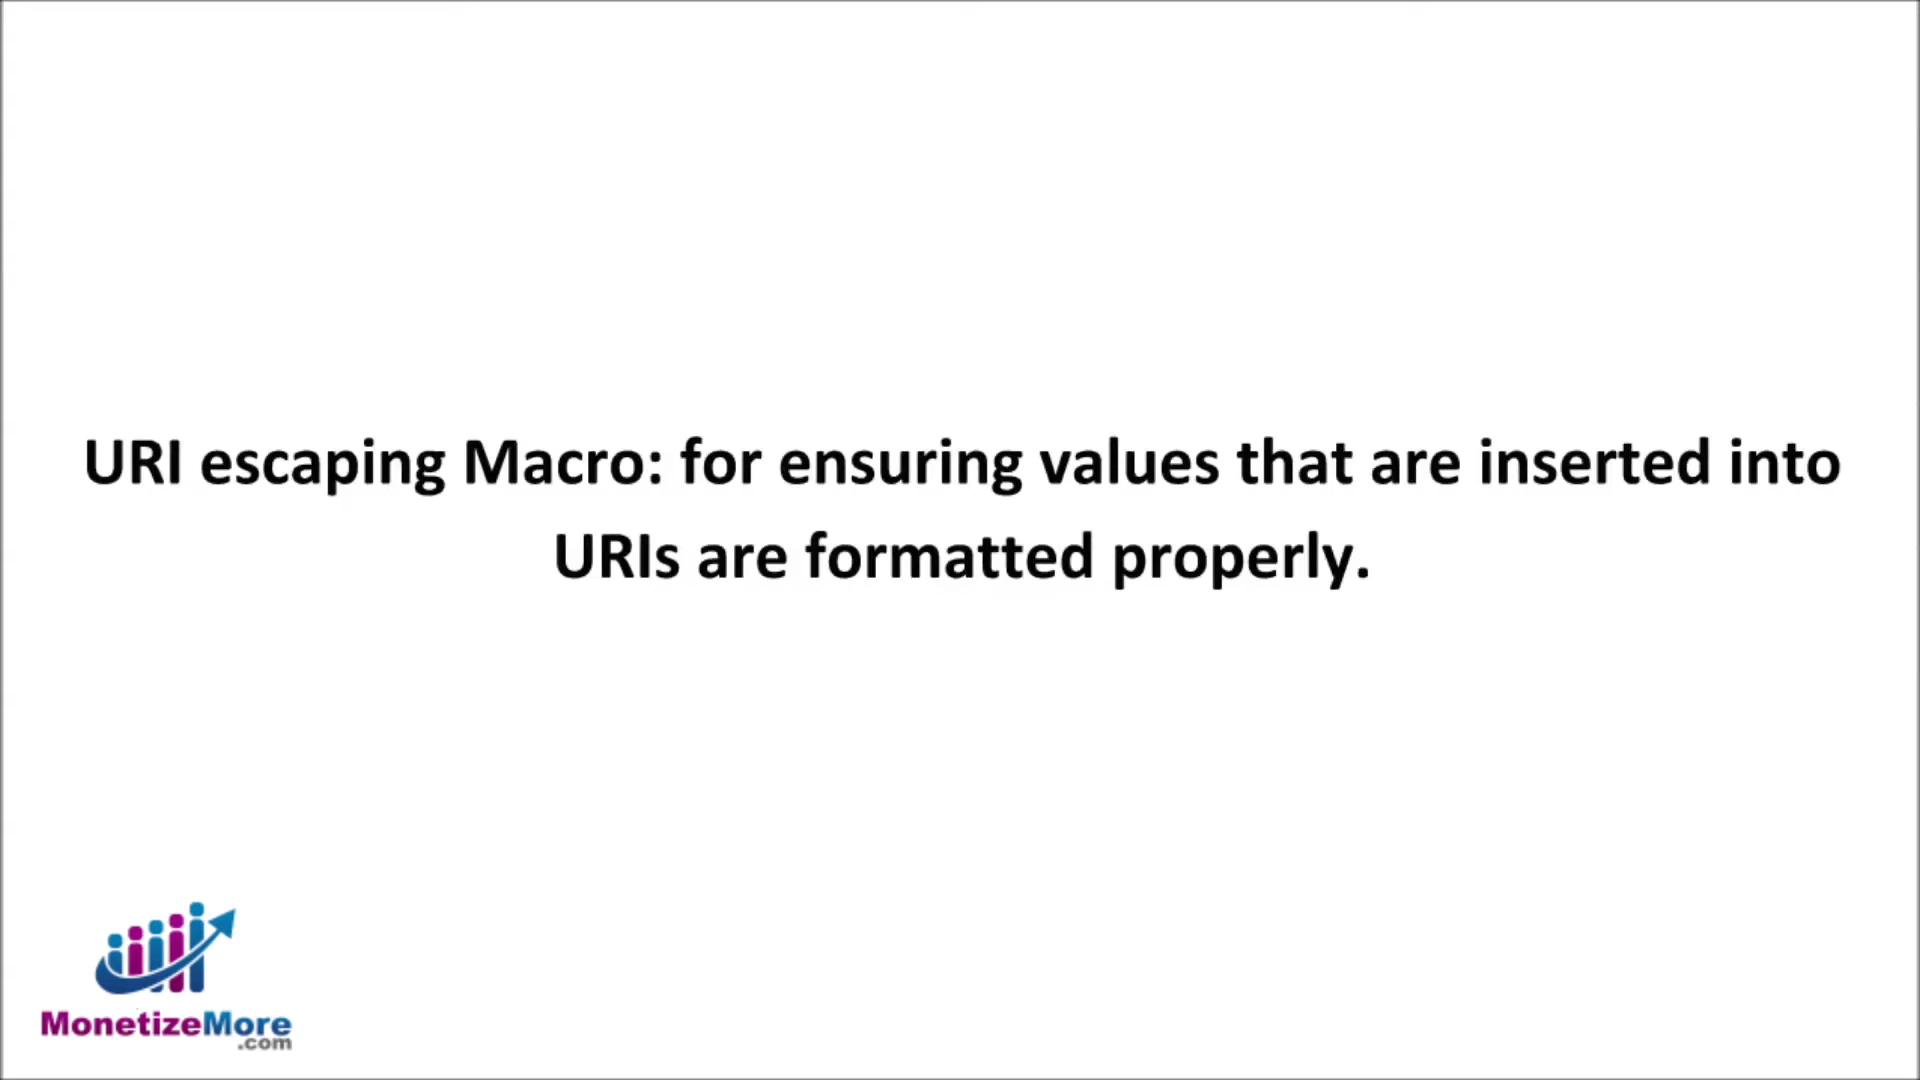 URI escaping Macro: for ensuring values that are inserted into
URIs are formatted properly.
MonetizeMore
.com